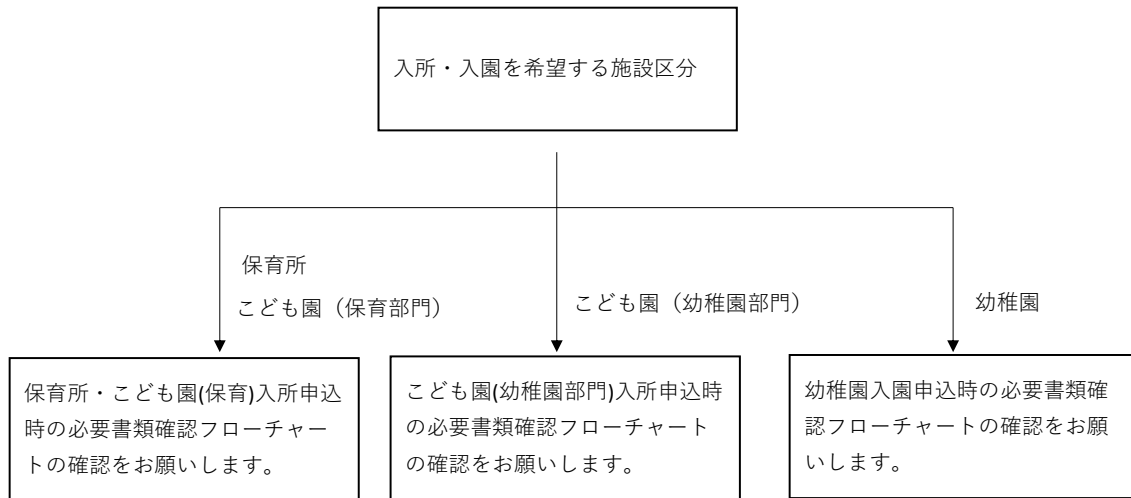 入所・入園を希望する施設区分
保育所
こども園（保育部門）
こども園（幼稚園部門）
幼稚園
保育所・こども園(保育)入所申込
時の必要書類確認フローチャー
トの確認をお願いします。
こども園(幼稚園部門)入所申込時
の必要書類確認フローチャート
の確認をお願いします。
幼稚園入園申込時の必要書類確
認フローチャートの確認をお願
いします。